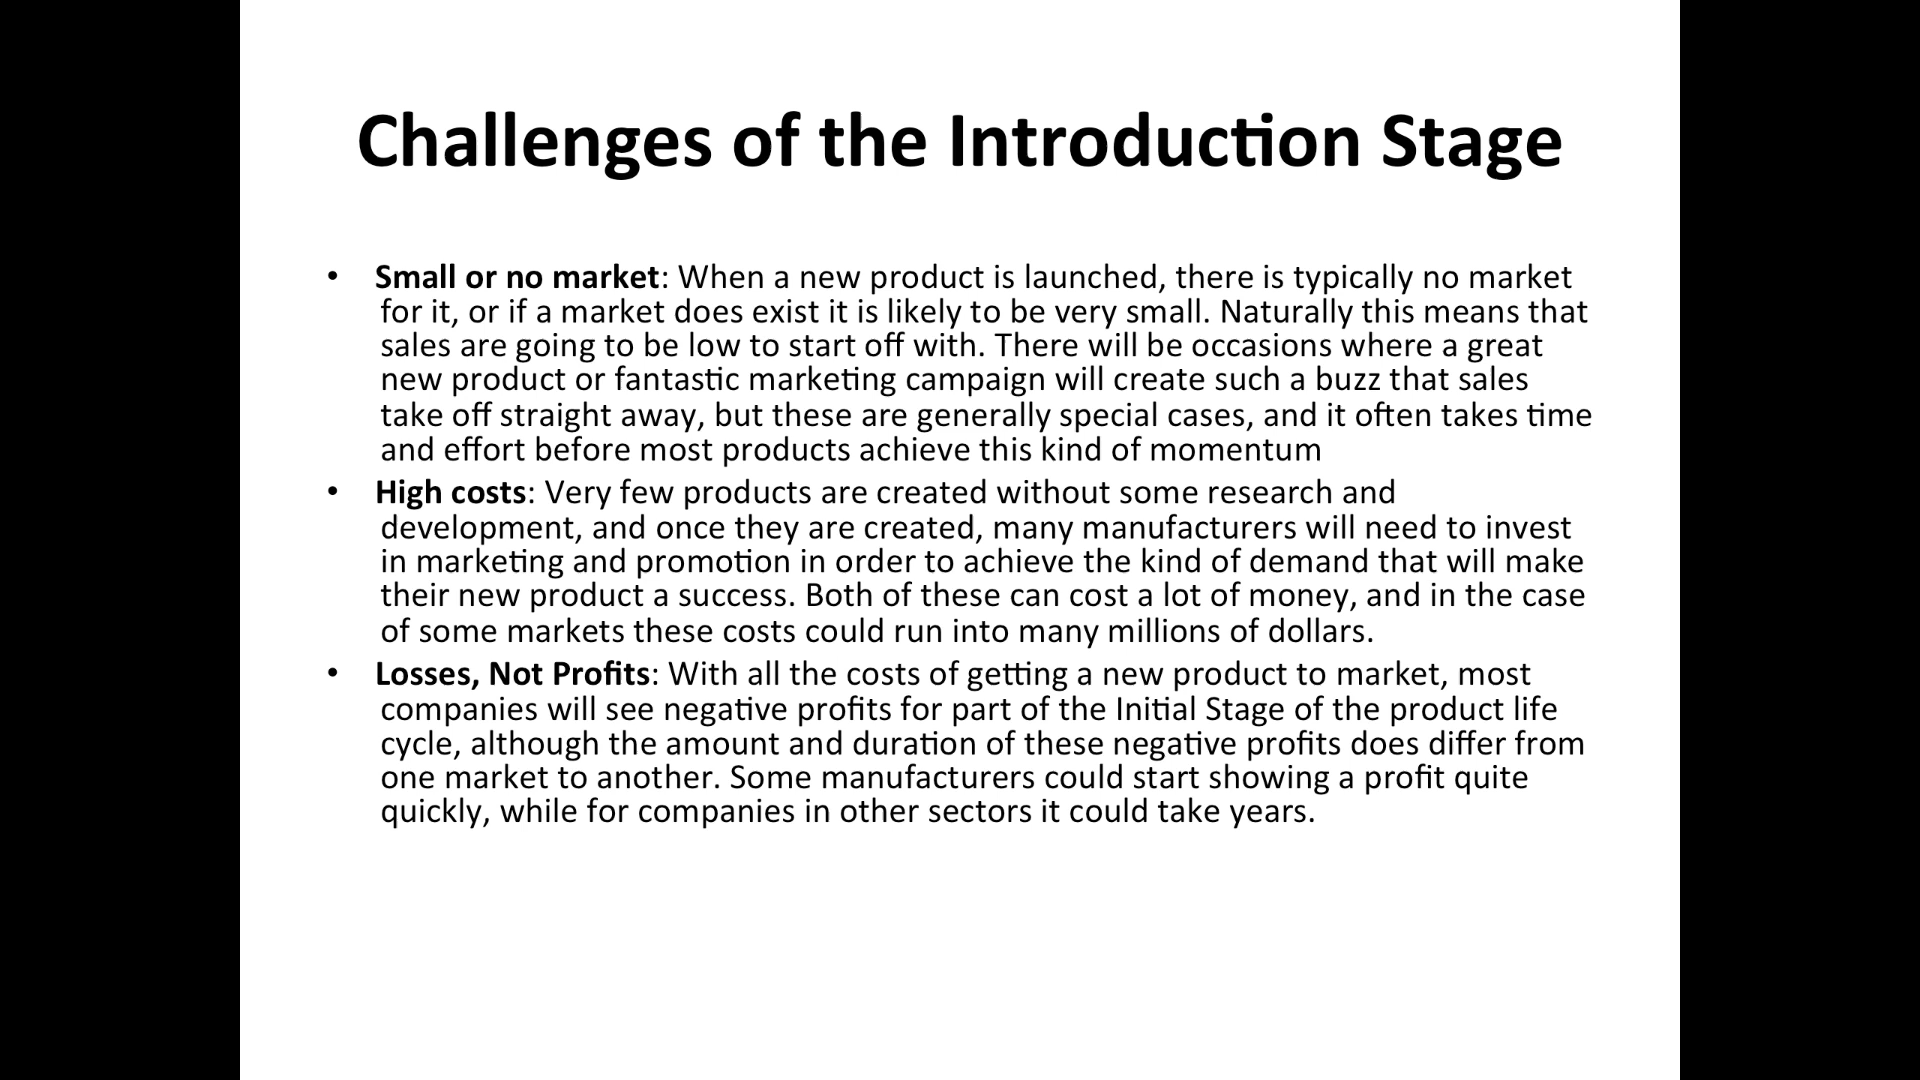 Challenges of the Introduction Stage
• Small or no market: When a new product is launched, there is typically no market
for it, or if a market does exist it is likely to be very small. Naturally this means that
sales are going to be low to start off with. There will be occasions where a great
new product or fantastic marketing campaign will create such a buzz that sales
take off straight away, but these are generally special cases, and it often takes time
and effort before most products achieve this kind of momentum
• High costs: Very few products are created without some research and
development, and once they are created, many manufacturers will need to invest
in marketing and promotion in order to achieve the kind of demand that will make
their new product a success. Both of these can cost a lot of money, and in the case
of some markets these costs could run into many millions of dollars.
• Losses, Not Profits: With all the costs of getting a new product to market, most
companies will see negative profits for part of the Initial Stage of the product life
cycle, although the amount and duration of these negative profits does differ from
one market to another. Some manufacturers could start showing a profit quite
quickly, while for companies in other sectors it could take years.